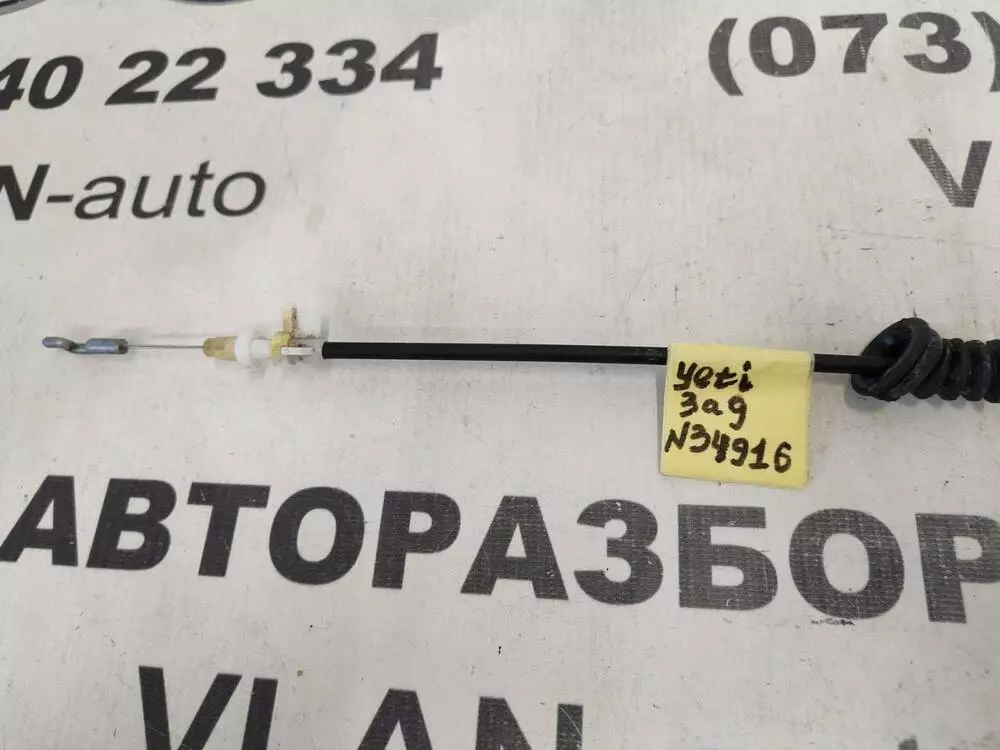 40 22 334
(073)
N-auto
V
yeti
Зад
N34916
АВТОРАЗБОР
VLAN